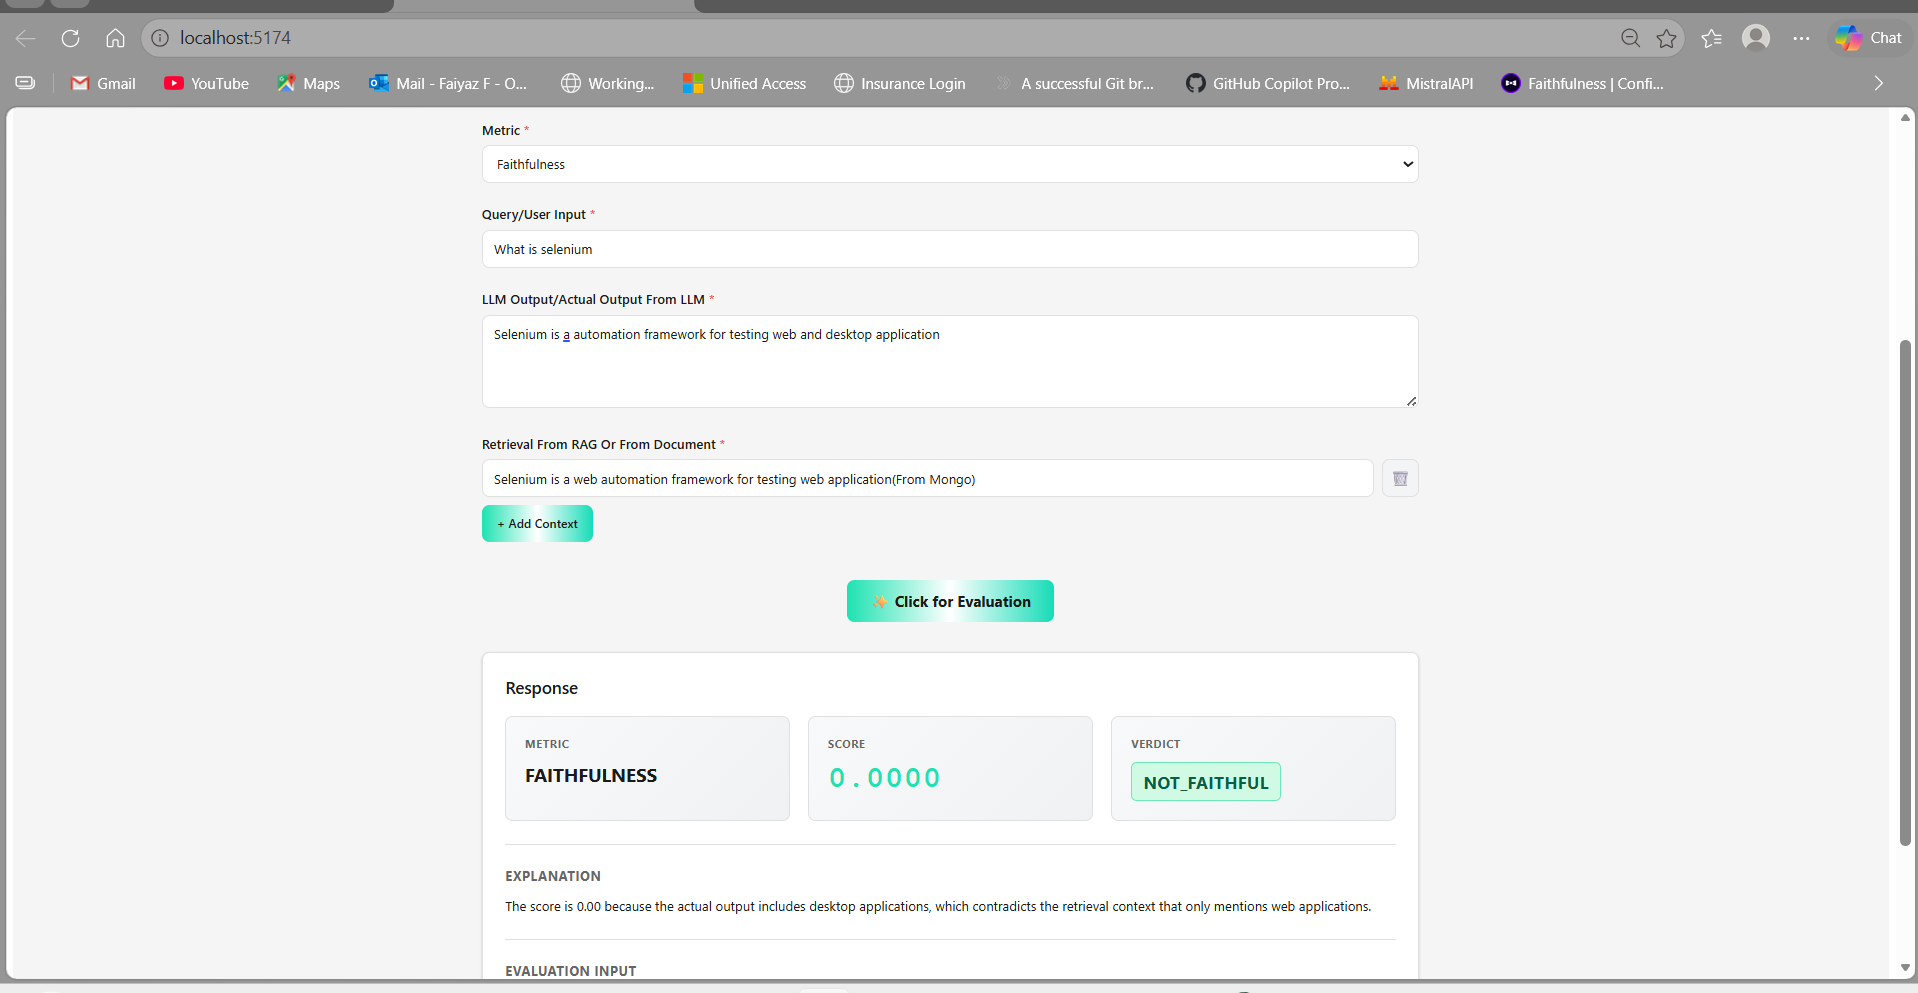 localhost:5174
Chat
Gmail
YouTube
Maps
Mail - Faiyaz F - O...
Working...
Unified Access
Insurance Login
A successful Git br...
GitHub Copilot Pro...
MistralAPI
Faithfulness | Confi...
Metric *
Faithfulness
Query/User Input *
What is selenium
LLM Output/Actual Output From LLM *
Selenium is a automation framework for testing web and desktop application
Retrieval From RAG Or From Document *
Selenium is a web automation framework for testing web application(From Mongo)
+ Add Context
✨ Click for Evaluation
Response
METRIC
FAITHFULNESS
SCORE
0.0000
VERDICT
NOT_FAITHFUL
EXPLANATION
The score is 0.00 because the actual output includes desktop applications, which contradicts the retrieval context that only mentions web applications.
EVALUATION INPUT